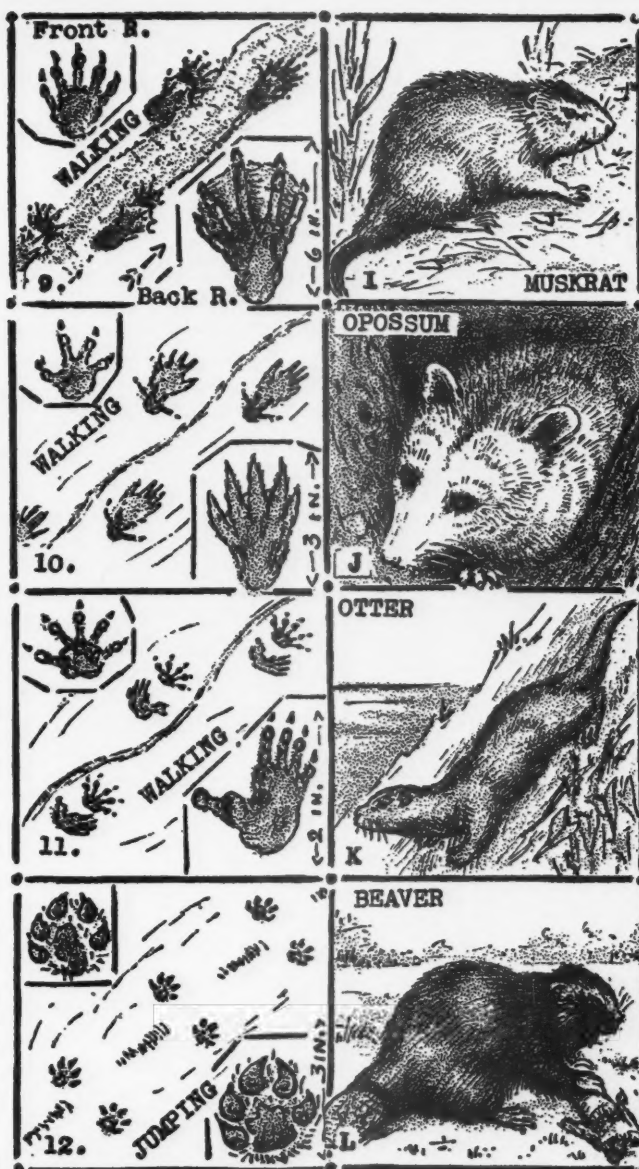 Front R.
WALKING
←6 IN.→
9.
Back R.
I
MUSKRAT
WALKING
←3 IN.→
10.
OPOSSUM
J
WALKING
←2 IN.→
11.
OTTER
K
3 IN.→
JUMPING
12.
BEAVER
L